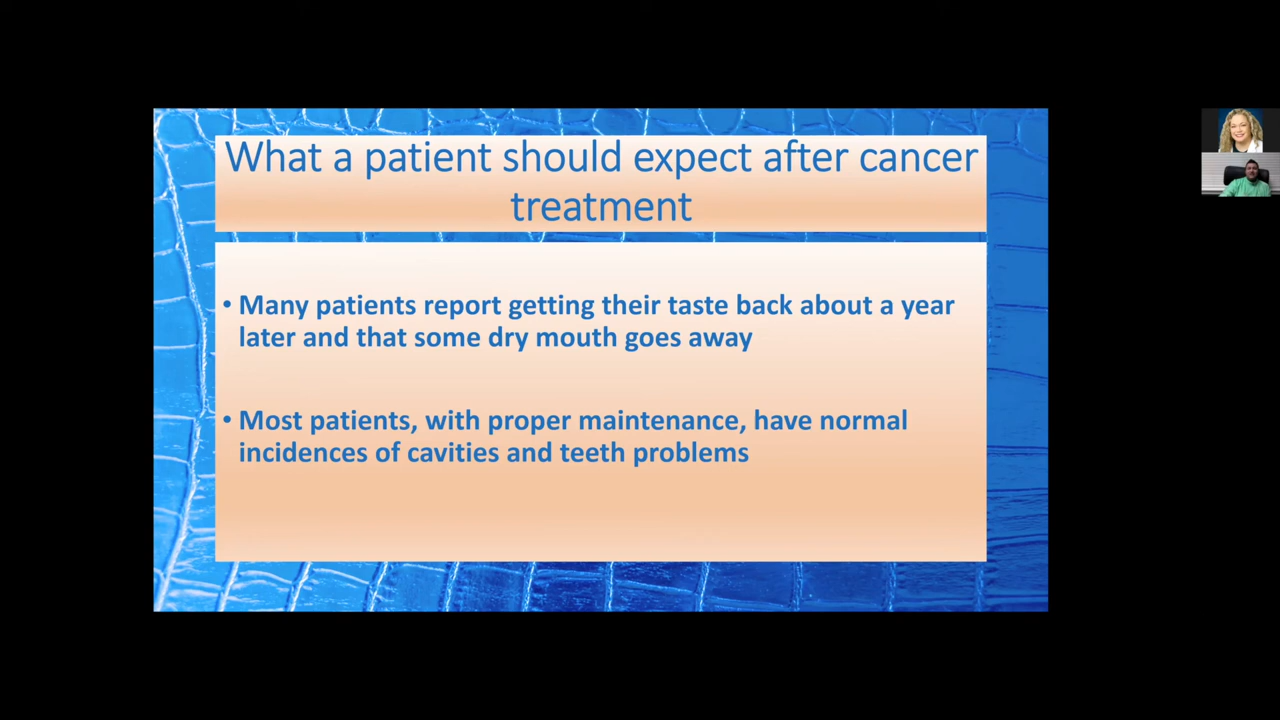 What a patient should expect after cancer
treatment
• Many patients report getting their taste back about a year
later and that some dry mouth goes away
• Most patients, with proper maintenance, have normal
incidences of cavities and teeth problems